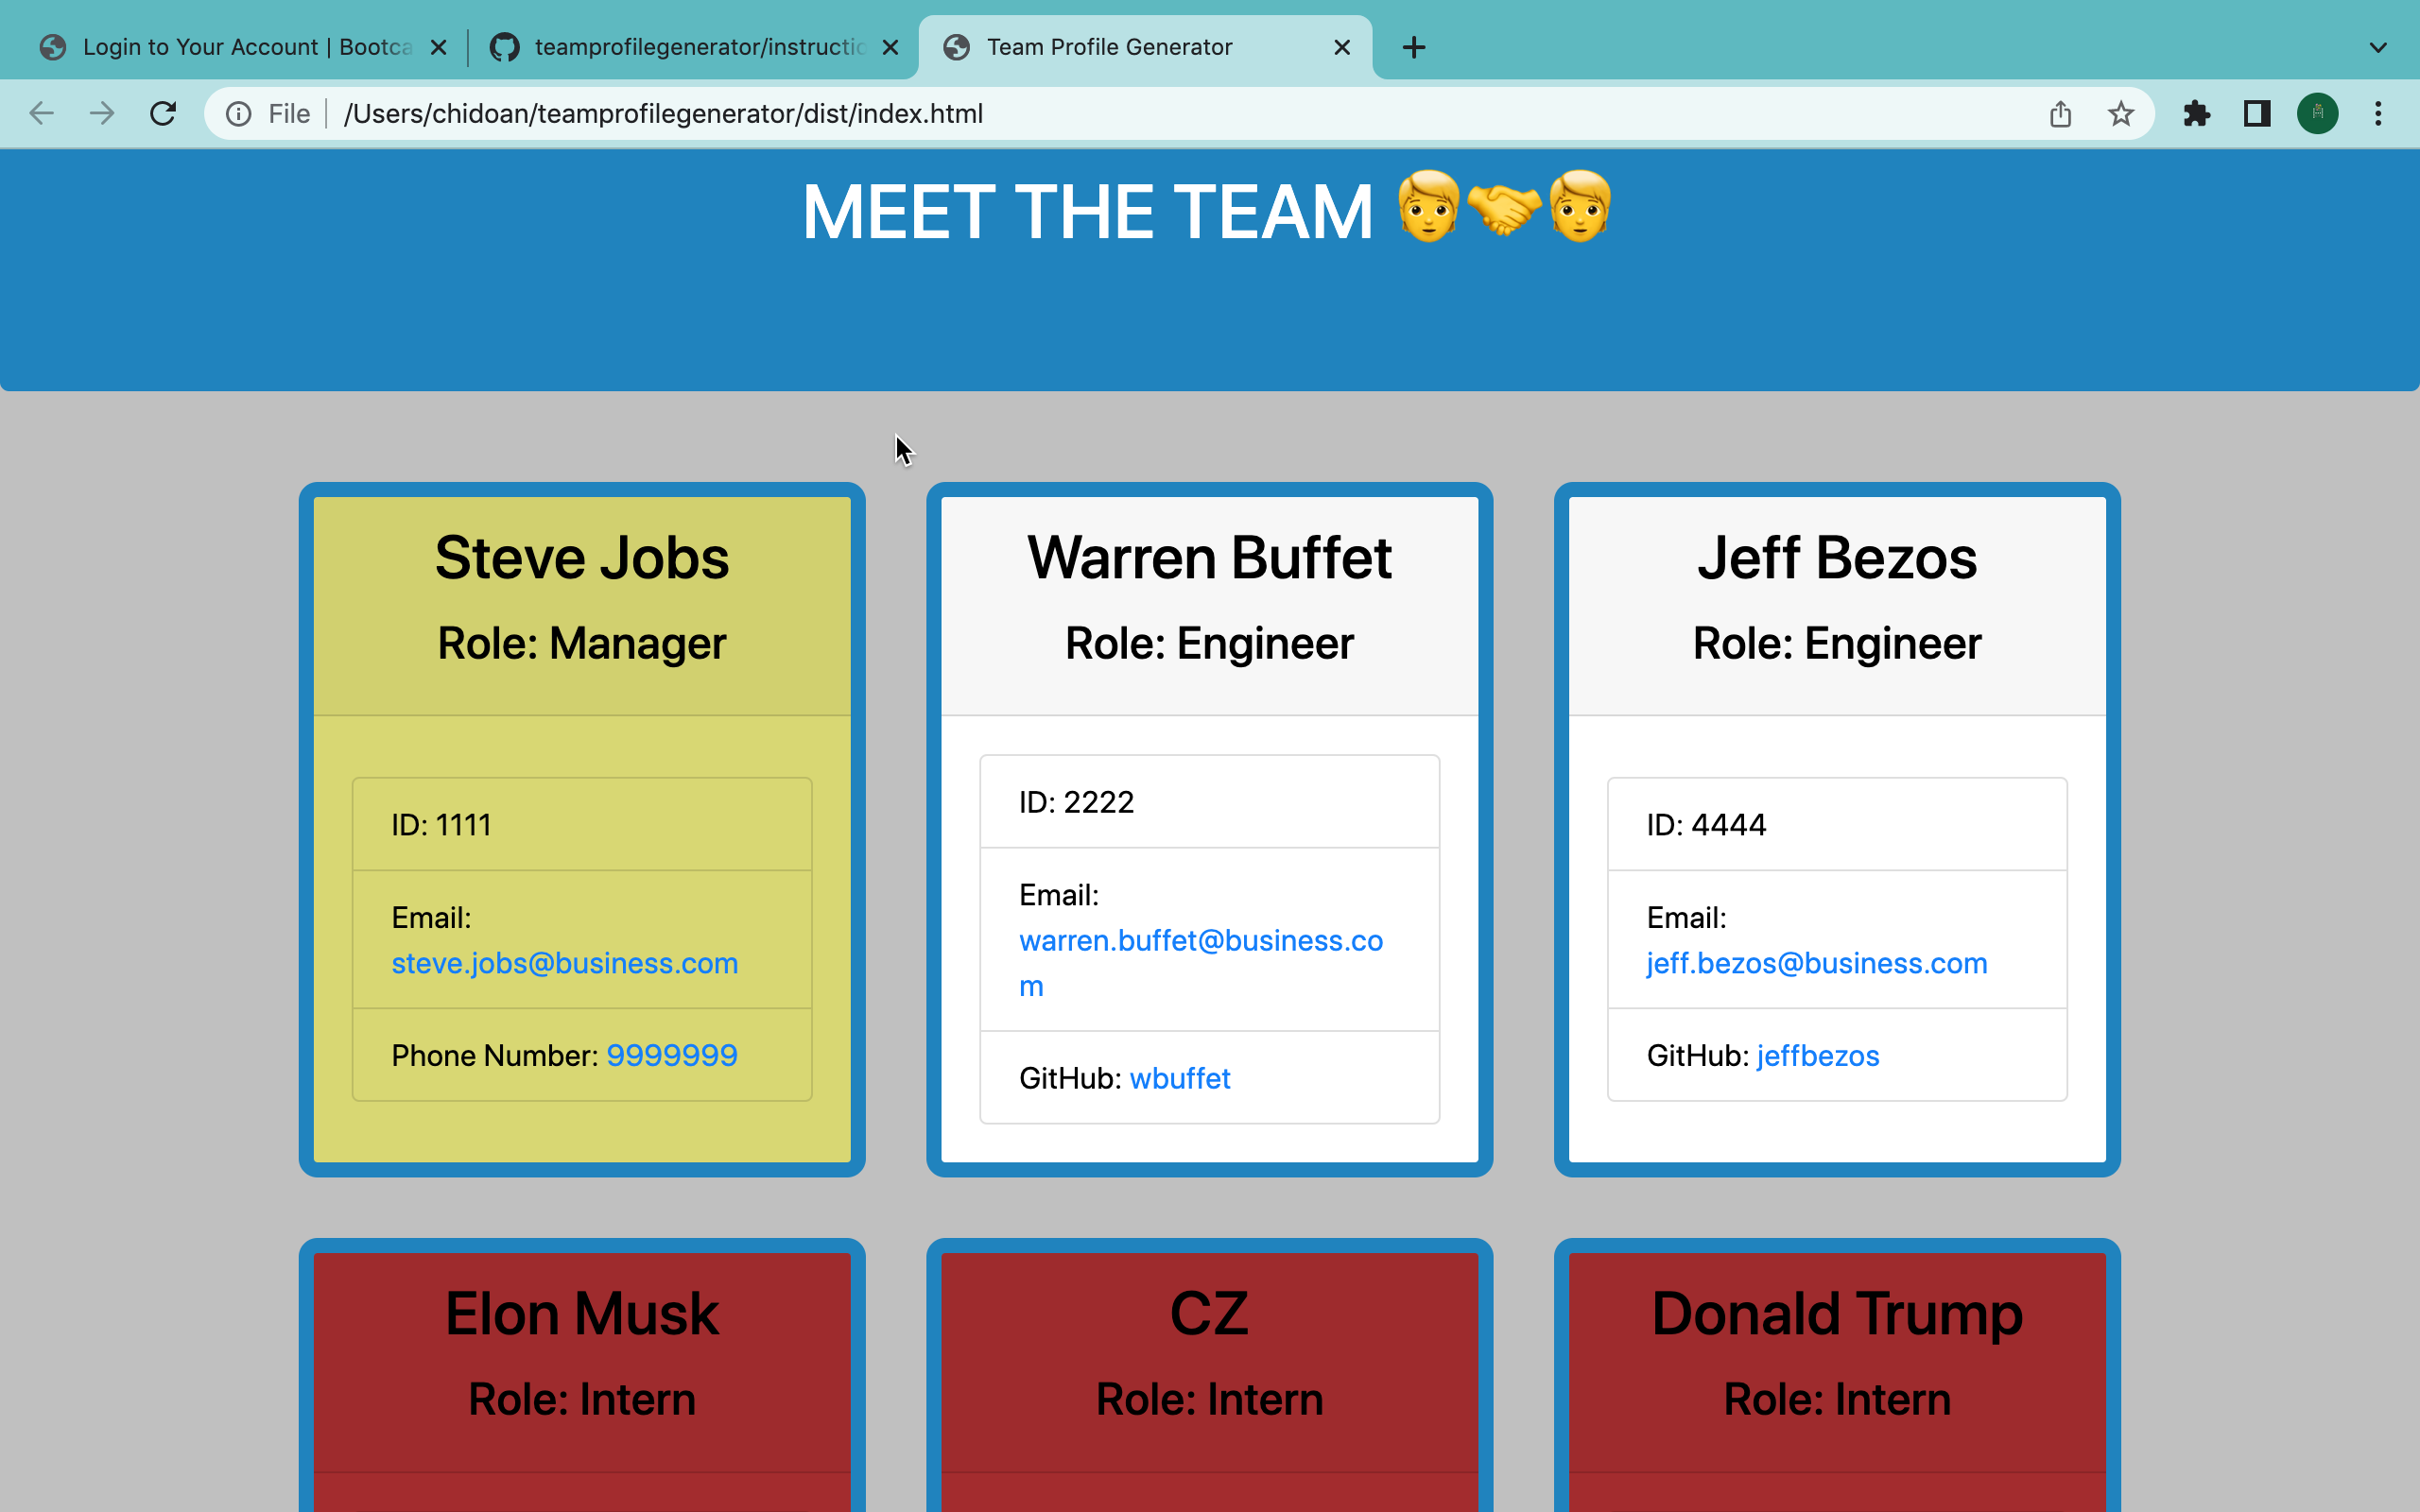 Login to Your Account | Bootca
teamprofilegenerator/instructio
Team Profile Generator
File
/Users/chidoan/teamprofilegenerator/dist/index.html
MEET THE TEAM 🧑🤝🧑
Steve Jobs
Role: Manager
ID: 1111
Email:
steve.jobs@business.com
Phone Number: 9999999
Warren Buffet
Role: Engineer
ID: 2222
Email:
warren.buffet@business.co
m
GitHub: wbuffet
Jeff Bezos
Role: Engineer
ID: 4444
Email:
jeff.bezos@business.com
GitHub: jeffbezos
Elon Musk
Role: Intern
CZ
Role: Intern
Donald Trump
Role: Intern